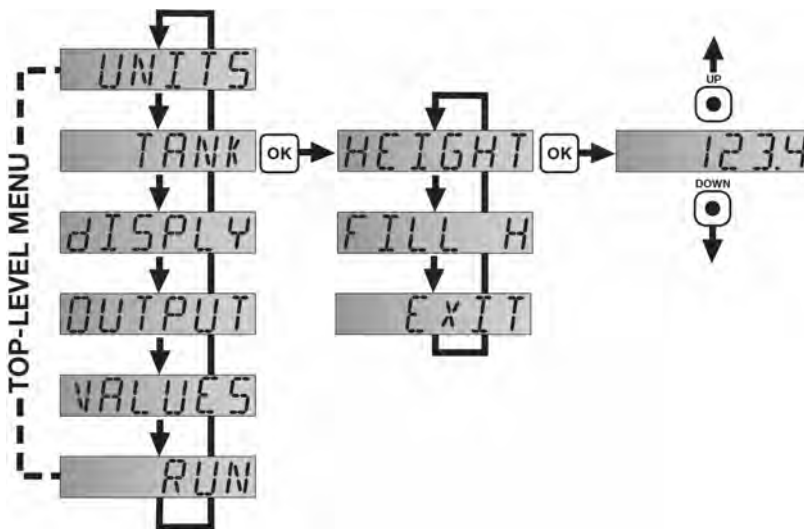 TOP-LEVEL MENU
UNITS
TANK
dISPLY
OUTPUT
VALUES
RUN
OK
HEIGHT
FILL H
ExIT
OK
UP
123.4
DOWN